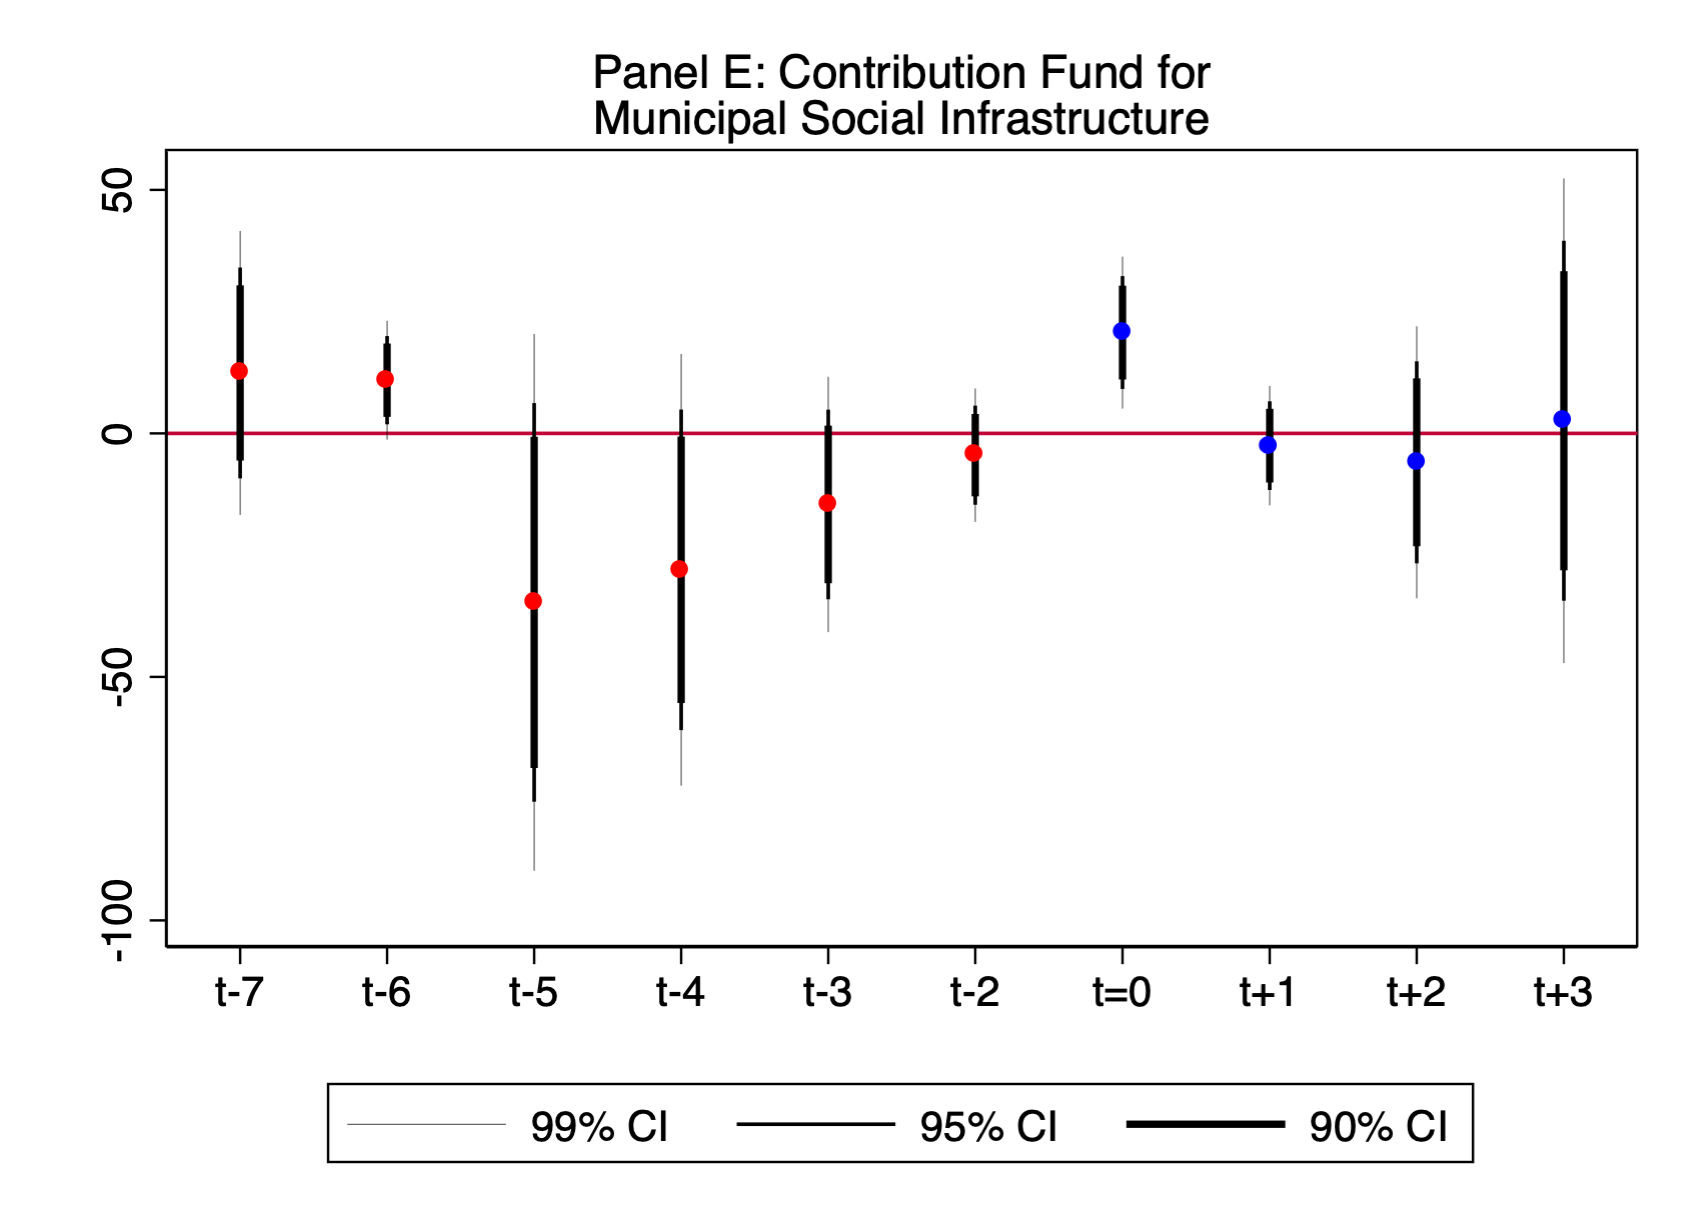 Panel E: Contribution Fund for
Municipal Social Infrastructure
50
0
-50
-100
t-7 t-6 t-5 t-4 t-3 t-2 t=0 t+1 t+2 t+3
99% CI 95% CI 90% CI